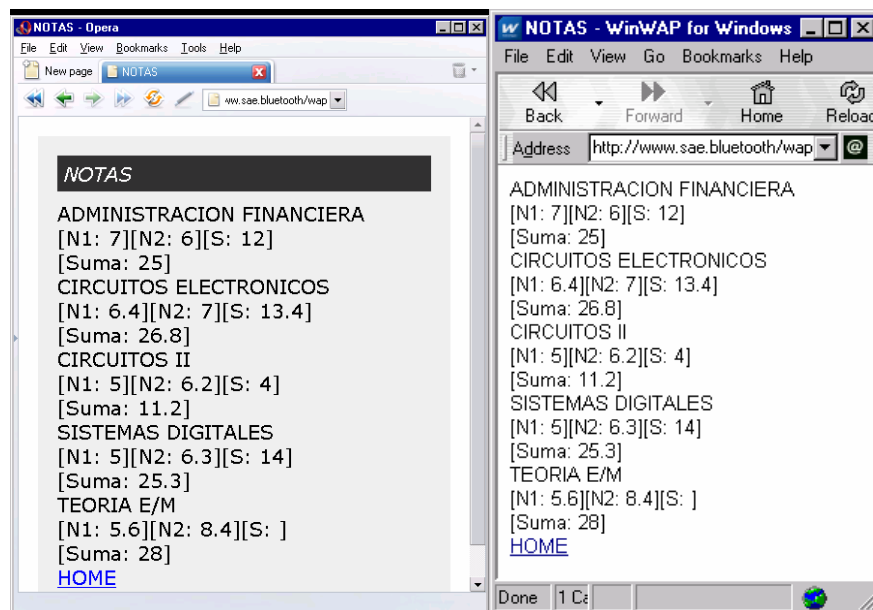 NOTAS - Opera
File Edit View Bookmarks Tools Help
New page NOTAS
ww.sae.bluetooth/wap
NOTAS
ADMINISTRACION FINANCIERA
[N1: 7][N2: 6][S: 12]
[Suma: 25]
CIRCUITOS ELECTRONICOS
[N1: 6.4][N2: 7][S: 13.4]
[Suma: 26.8]
CIRCUITOS II
[N1: 5][N2: 6.2][S: 4]
[Suma: 11.2]
SISTEMAS DIGITALES
[N1: 5][N2: 6.3][S: 14]
[Suma: 25.3]
TEORIA E/M
[N1: 5.6][N2: 8.4][S: ]
[Suma: 28]
HOME
w NOTAS - WinWAP for Windows
File Edit View Go Bookmarks Help
Back Forward Home Reload
Address http://www.sae.bluetooth/wap @
ADMINISTRACION FINANCIERA
[N1: 7][N2: 6][S: 12]
[Suma: 25]
CIRCUITOS ELECTRONICOS
[N1: 6.4][N2: 7][S: 13.4]
[Suma: 26.8]
CIRCUITOS II
[N1: 5][N2: 6.2][S: 4]
[Suma: 11.2]
SISTEMAS DIGITALES
[N1: 5][N2: 6.3][S: 14]
[Suma: 25.3]
TEORIA E/M
[N1: 5.6][N2: 8.4][S: ]
[Suma: 28]
HOME
Done 1 Ca